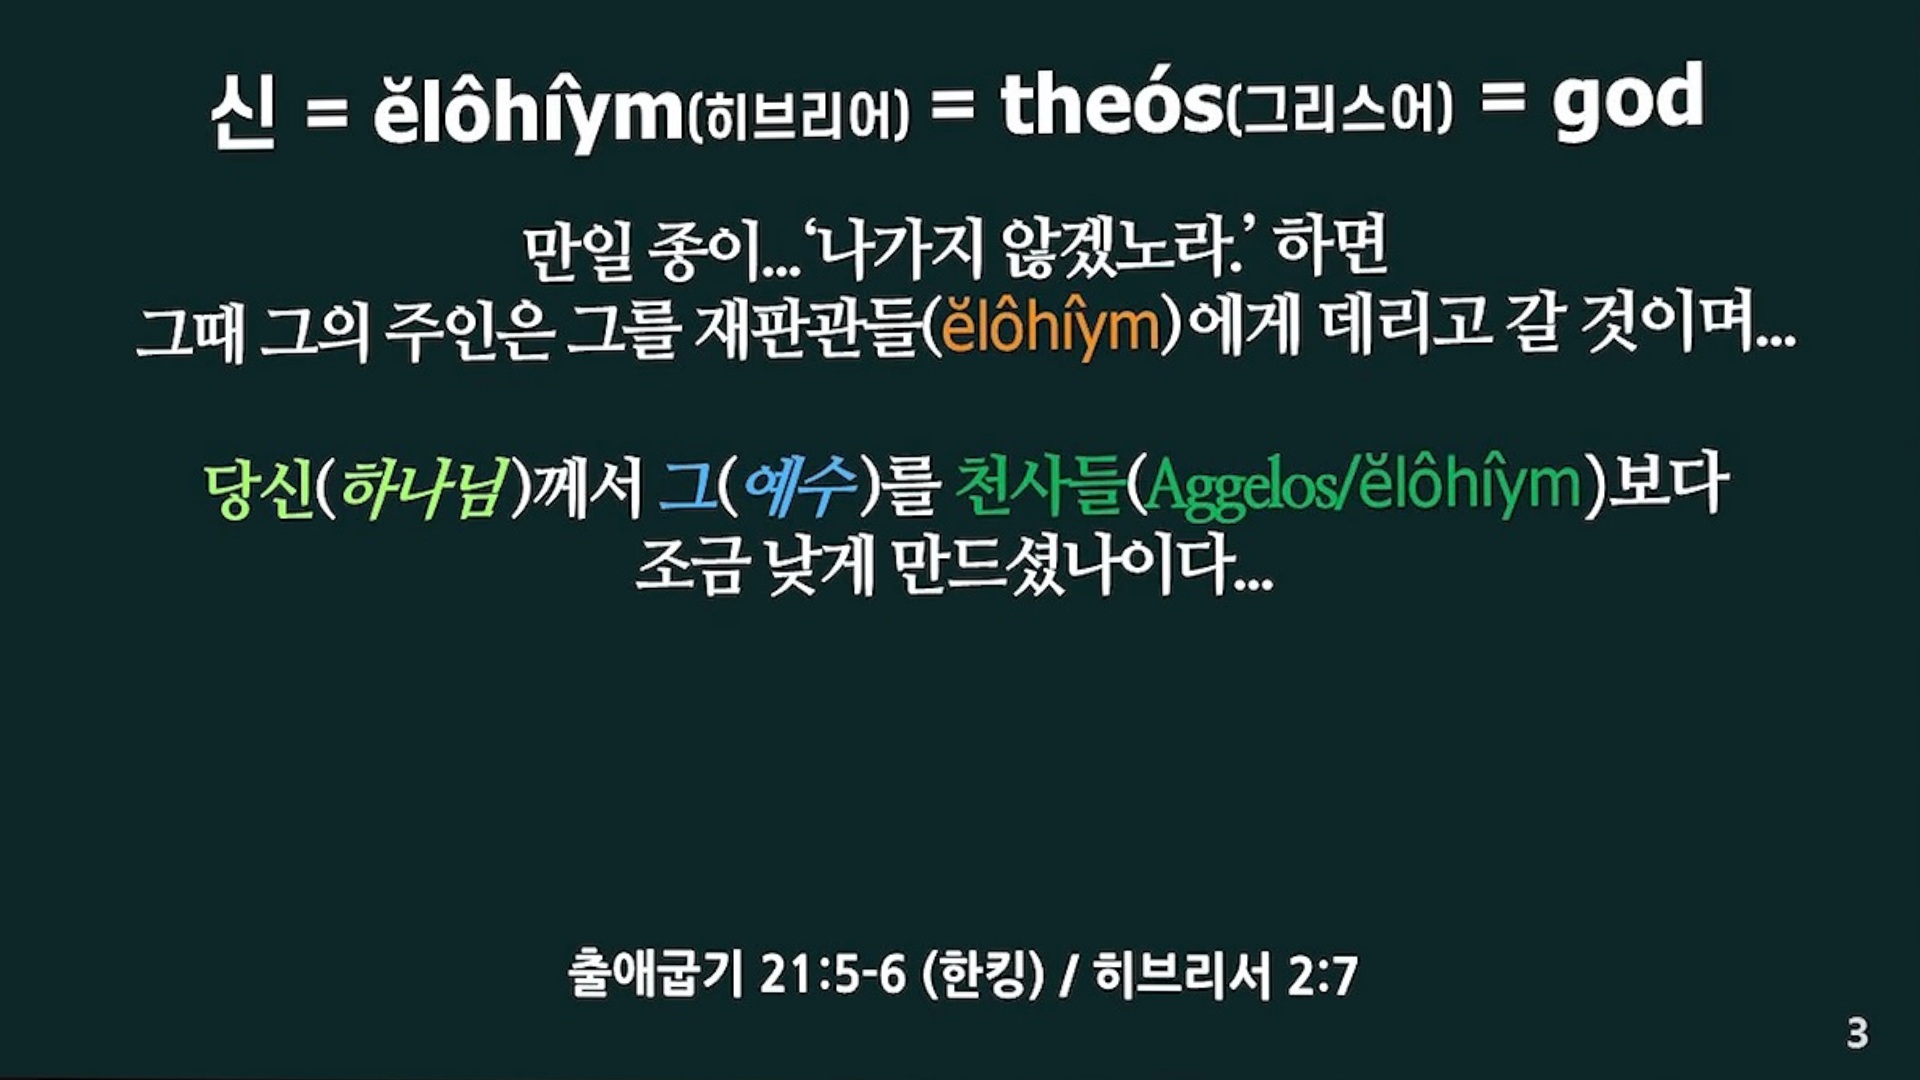 신 = ĕlôhîym(히브리어) = theós(그리스어) = god
만일 종이...‘나가지 않겠노라.’ 하면
그때 그의 주인은 그를 재판관들(ĕlôhîym)에게 데리고 갈 것이며...
당신(하나님)께서 그(예수)를 천사들(Aggelos/ĕlôhîym)보다
조금 낮게 만드셨나이다...
출애굽기 21:5-6 (한킹) / 히브리서 2:7
3